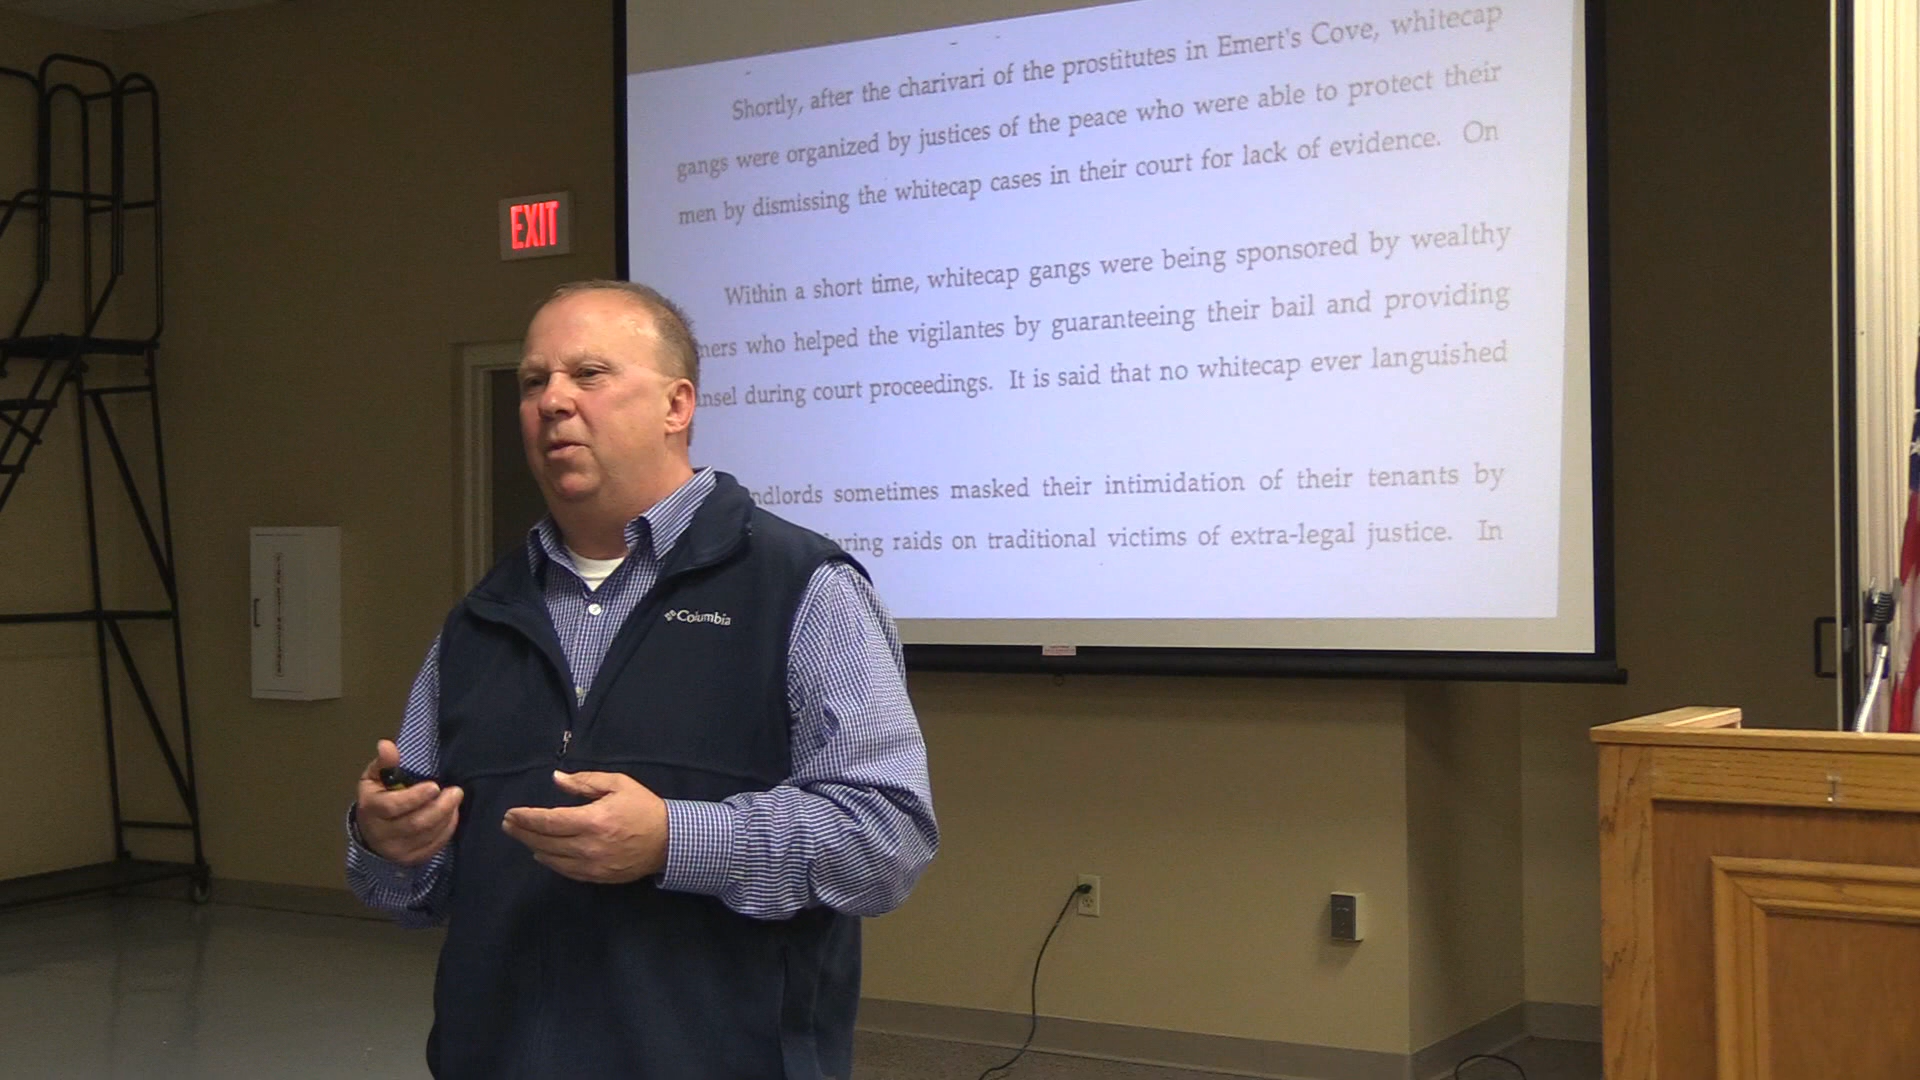 Shortly, after the charivari of the prostitutes in Emert's Cove, whitecap
gangs were organized by justices of the peace who were able to protect their
men by dismissing the whitecap cases in their court for lack of evidence. On
Within a short time, whitecap gangs were being sponsored by wealthy
who helped the vigilantes by guaranteeing their bail and providing
during court proceedings. It is said that no whitecap ever languished
sometimes masked their intimidation of their tenants by
raids on traditional victims of extra-legal justice. In
EXIT
Columbia